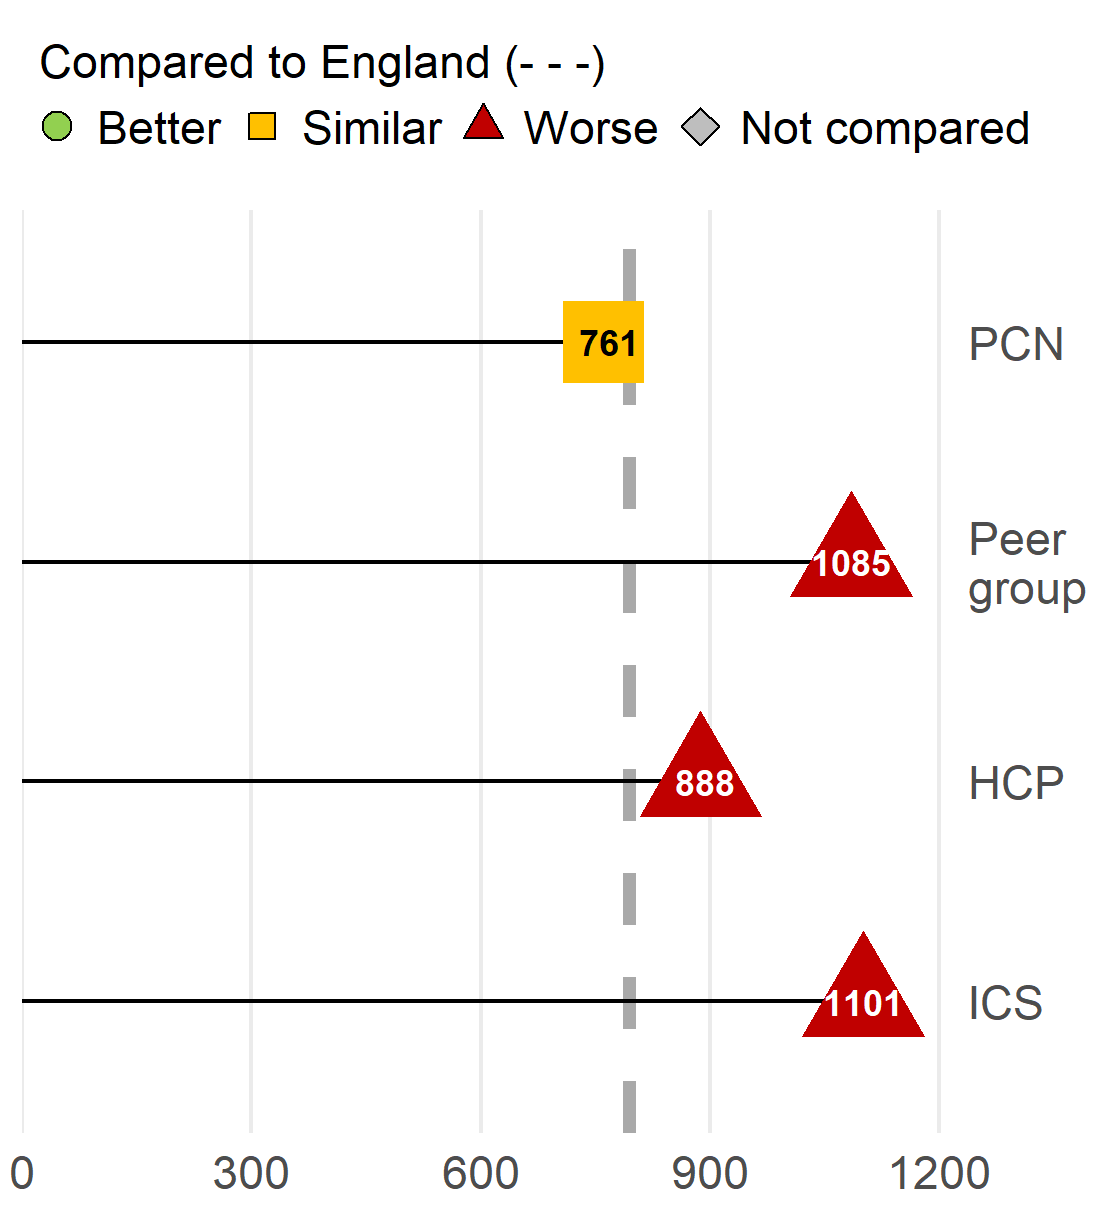 Compared to England (- - -)
Better Similar Worse Not compared
761 PCN
1085 Peer
group
888 HCP
1101 ICS
0 300 600 900 1200